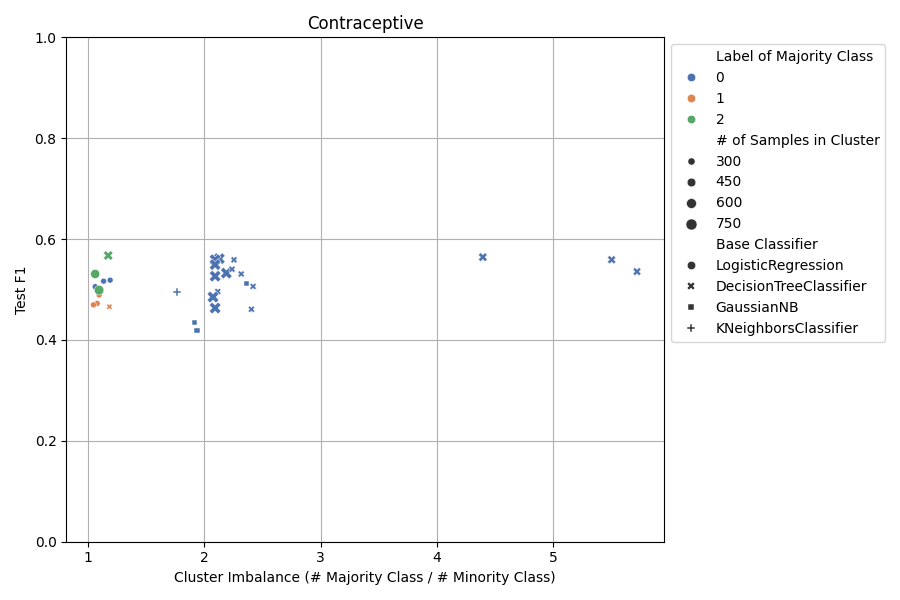 Contraceptive
1.0
0.8
0.6
0.4
0.2
0.0
Test F1
1
2
3
4
5
Cluster Imbalance (# Majority Class / # Minority Class)
Label of Majority Class
0
1
2
# of Samples in Cluster
300
450
600
750
Base Classifier
LogisticRegression
DecisionTreeClassifier
GaussianNB
KNeighborsClassifier